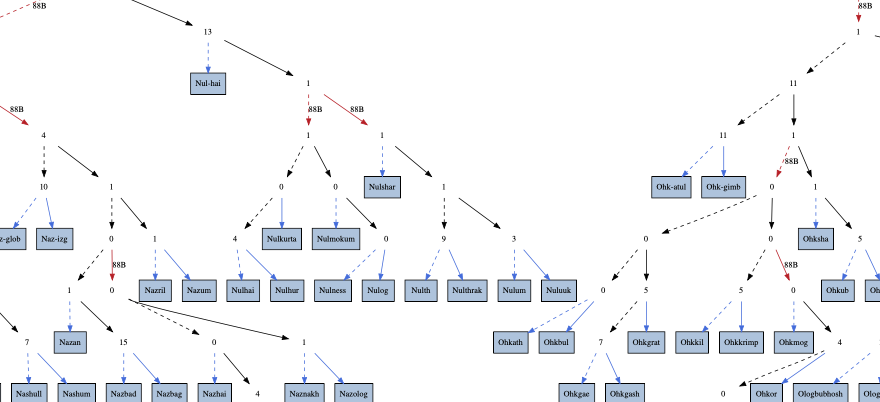 88B 88B
13 1
Nul-hai 1 11
88B 88B 88B
4 1 1 11 1
88B
10 1 0 0 Nulshar 1 Ohk-atul Ohk-gimb 0 1
z-glob Naz-izg 0 1 4 Nulkurta Nulmokum 0 9 3 0 0 Ohksha 5
88B 88B
1 0 Nazril Nazum Nulhai Nulhur Nulness Nulog Nulth Nulthrak Nulum Nuluuk 0 5 5 0 Ohkub Oh
7 Nazan 15 0 1 Ohkath Ohkbul 7 Ohkgrat Ohkkil Ohkkrimp Ohkmog 4
Nashull Nashum Nazbad Nazbag Nazhai 4 Naznakh Nazolog Ohkgae Ohkgash 0 Ohkor Ologbubhosh Olog